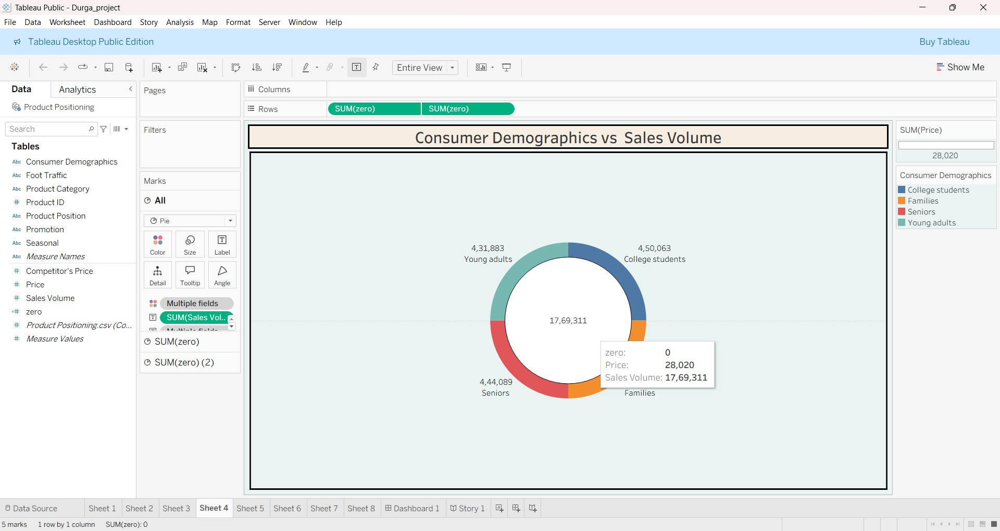 Tableau Public - Durga_project
File Data Worksheet Dashboard Story Analysis Map Format Server Window Help
Tableau Desktop Public Edition
Buy Tableau
Entire View
Show Me
Data
Analytics
Product Positioning
Search
Tables
Abc Consumer Demographics
Abc Foot Traffic
Abc Product Category
# Product ID
Abc Product Position
Abc Promotion
Abc Seasonal
Abc Measure Names
# Competitor's Price
# Price
# Sales Volume
=# zero
# Product Positioning.csv (Co...
# Measure Values
Pages
Filters
Marks
All
Pie
Color
Size
Label
Detail
Tooltip
Angle
Multiple fields
SUM(Sales Vol..
SUM(zero)
SUM(zero) (2)
Columns
Rows
SUM(zero)
SUM(zero)
Consumer Demographics vs Sales Volume
4,31,883
Young adults
4,50,063
College students
17,69,311
4,44,089
Seniors
Families
zero: 0
Price: 28,020
Sales Volume: 17,69,311
SUM(Price)
28,020
Consumer Demographics
College students
Families
Seniors
Young adults
Data Source
Sheet 1
Sheet 2
Sheet 3
Sheet 4
Sheet 5
Sheet 6
Sheet 7
Sheet 8
Dashboard 1
Story 1
5 marks
1 row by 1 column
SUM(zero): 0